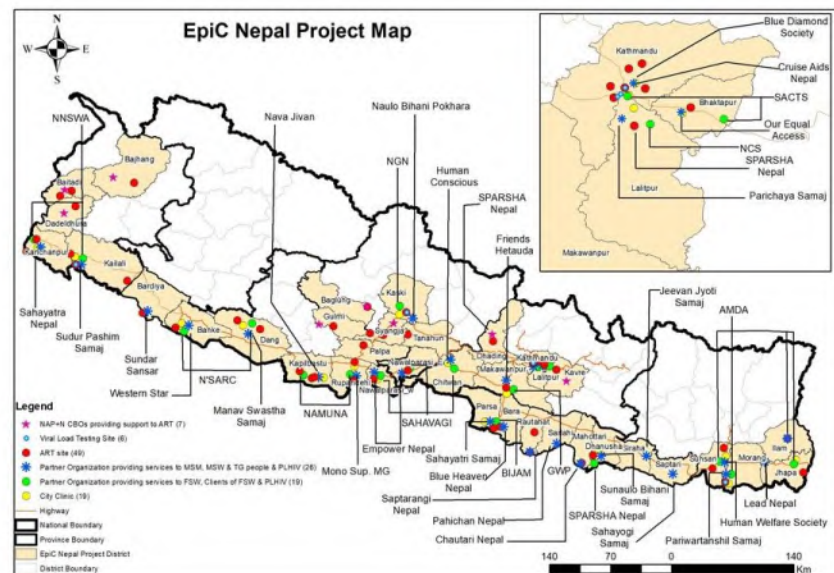 EpiC Nepal Project Map
N
W E
S
Blue Diamond
Society
Cruise Aids
Nepal
SACTS
Our Equal
Access
NCS
SPARSHA
Nepal
Parichaya Samaj
Kathmandu
Bhaktapur
Lalitpur
Makawanpur
NNSWA
Nava Jivan
Naulo Bihani Pokhara
NGN
Human
Conscious
SPARSHA
Nepal
Friends
Hetauda
Jeevan Jyoti
Samaj
AMDA
Bajhang
Baitadi
Dadeldhura
Kanchanpur
Kailali
Bardiya
Banke
Dang
Baglung
Gulmi
Kaski
Syangja
Tanahun
Palpa
Kapilbastu
Rupandehi
Nawalparasi
Chitwan
Dhading
Kathmandu
Lalitpur
Kavre
Makawanpur
Parsa
Bara
Rautahat
Sarlahi
Mahottari
Dhanusha
Siraha
Saptari
Sunsari
Morang
Jhapa
Ilam
Sahayatra
Nepal
Sudur Pashim
Samaj
Sundar
Sansar
Western Star
N'SARC
Manav Swastha
Samaj
NAMUNA
Mono Sup. MG
Empower Nepal
SAHAVAGI
Sahayatri Samaj
Blue Heaven
Nepal
Saptarangi Nepal
BIJAM
Pahichan Nepal
GWP
Chautari Nepal
SPARSHA Nepal
Sahayogi
Samaj
Sunaulo Bihani
Samaj
Pariwartanshil Samaj
Human Welfare Society
Lead Nepal
Legend
NAP+N CBOs providing support to ART (7)
Viral Load Testing Site (6)
ART site (49)
Partner Organization providing services to MSM, MSW & TG people & PLHIV (26)
Partner Organization providing services to FSW, Clients of FSW & PLHIV (19)
City Clinic (19)
Highway
National Boundary
Province Boundary
EpiC Nepal Project District
District Boundary
140 70 0 140
Km